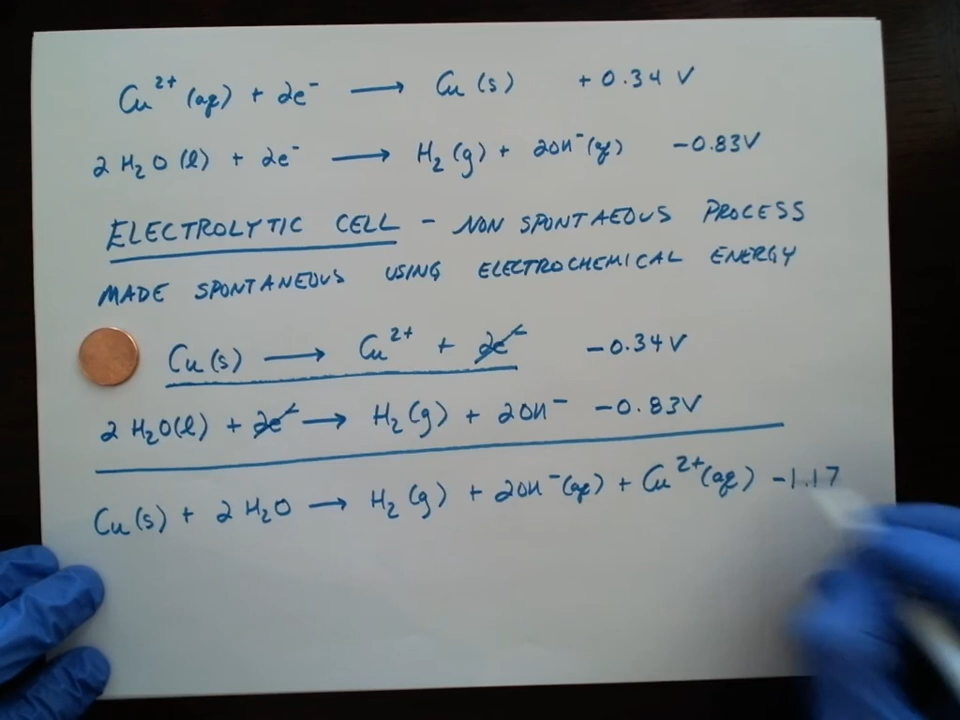 Cu²⁺(aq) + 2e⁻ → Cu(s) +0.34 V
2 H₂O(l) + 2e⁻ → H₂(g) + 2OH⁻(aq) -0.83V
ELECTROLYTIC CELL - NON SPONTAEOUS PROCESS
MADE SPONTANEOUS USING ELECTROCHEMICAL ENERGY
Cu(s) → Cu²⁺ + 2e⁻ -0.34V
2 H₂O(l) + 2e⁻ → H₂(g) + 2OH⁻ -0.83V
Cu(s) + 2 H₂O → H₂(g) + 2OH⁻(aq) + Cu²⁺(aq) -1.17